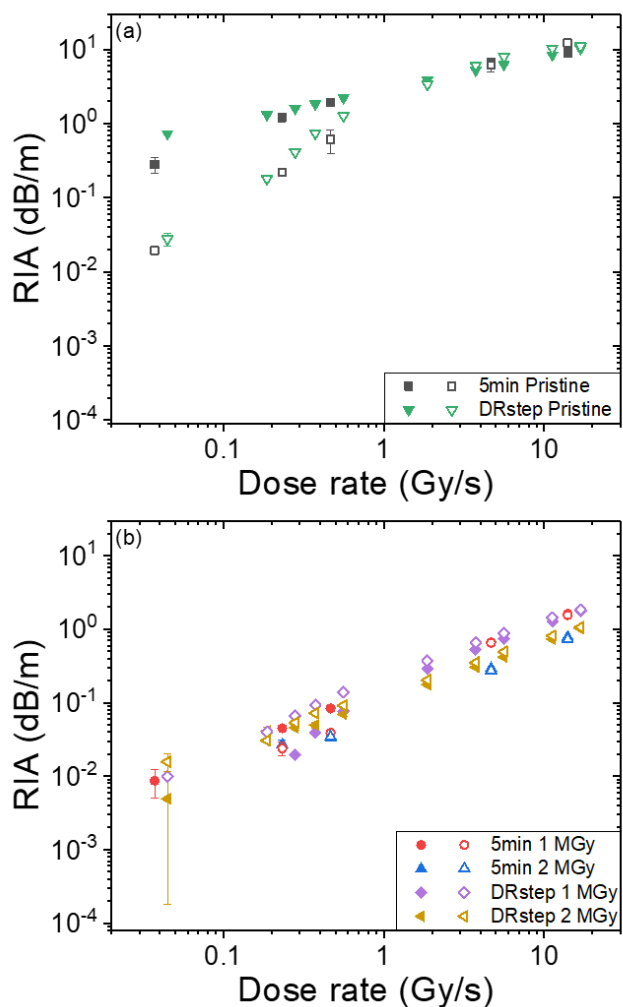 (a)
10¹
10⁰
10⁻¹
10⁻²
10⁻³
10⁻⁴
RIA (dB/m)
5min Pristine
DRstep Pristine
0.1 1 10
Dose rate (Gy/s)
(b)
10¹
10⁰
10⁻¹
10⁻²
10⁻³
10⁻⁴
RIA (dB/m)
5min 1 MGy
5min 2 MGy
DRstep 1 MGy
DRstep 2 MGy
0.1 1 10
Dose rate (Gy/s)